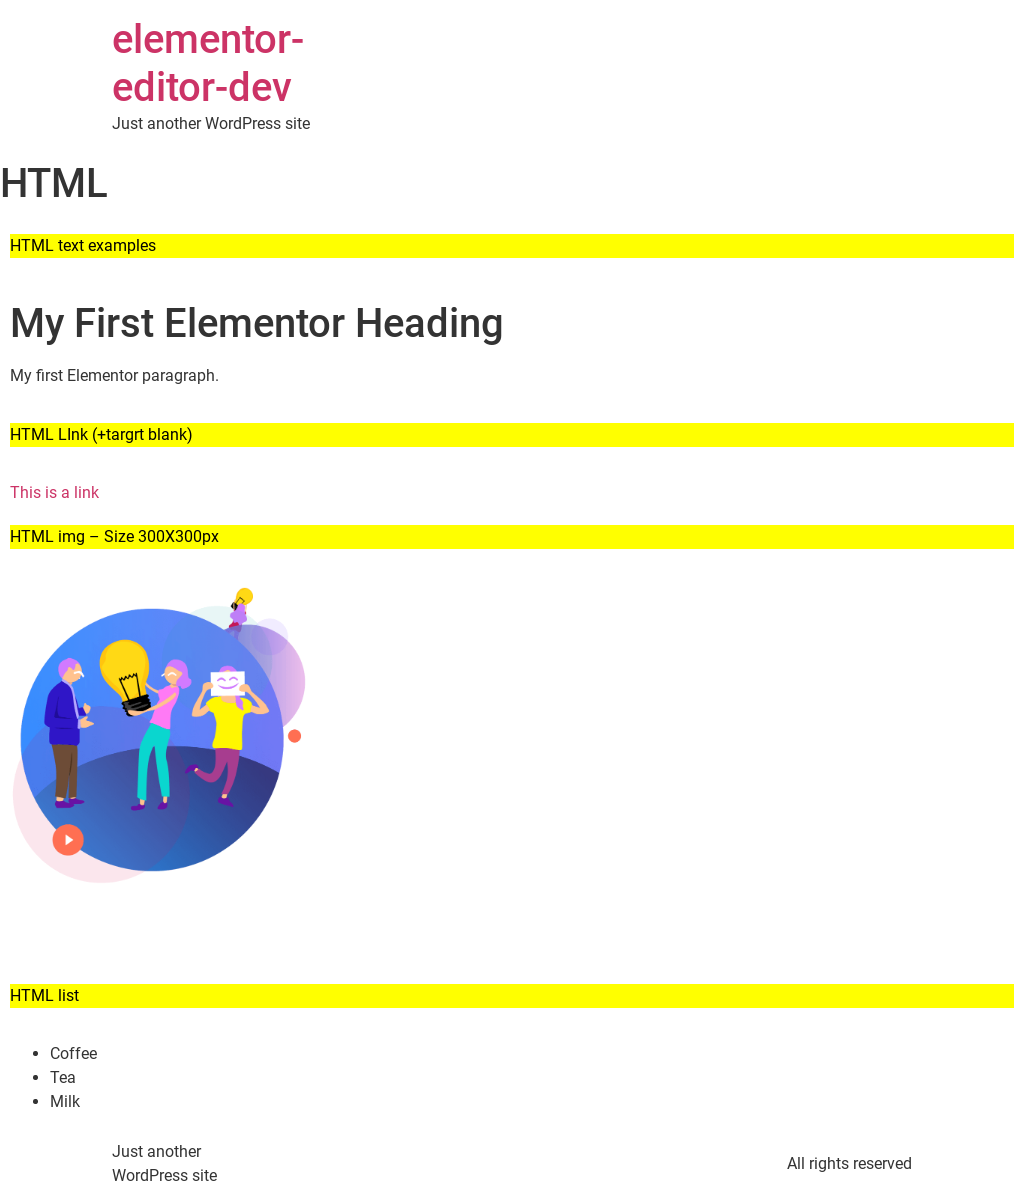 elementor-
editor-dev
Just another WordPress site
HTML
HTML text examples
My First Elementor Heading
My first Elementor paragraph.
HTML LInk (+targrt blank)
This is a link
HTML img – Size 300X300px
HTML list
Coffee
Tea
Milk
Just another
WordPress site
All rights reserved